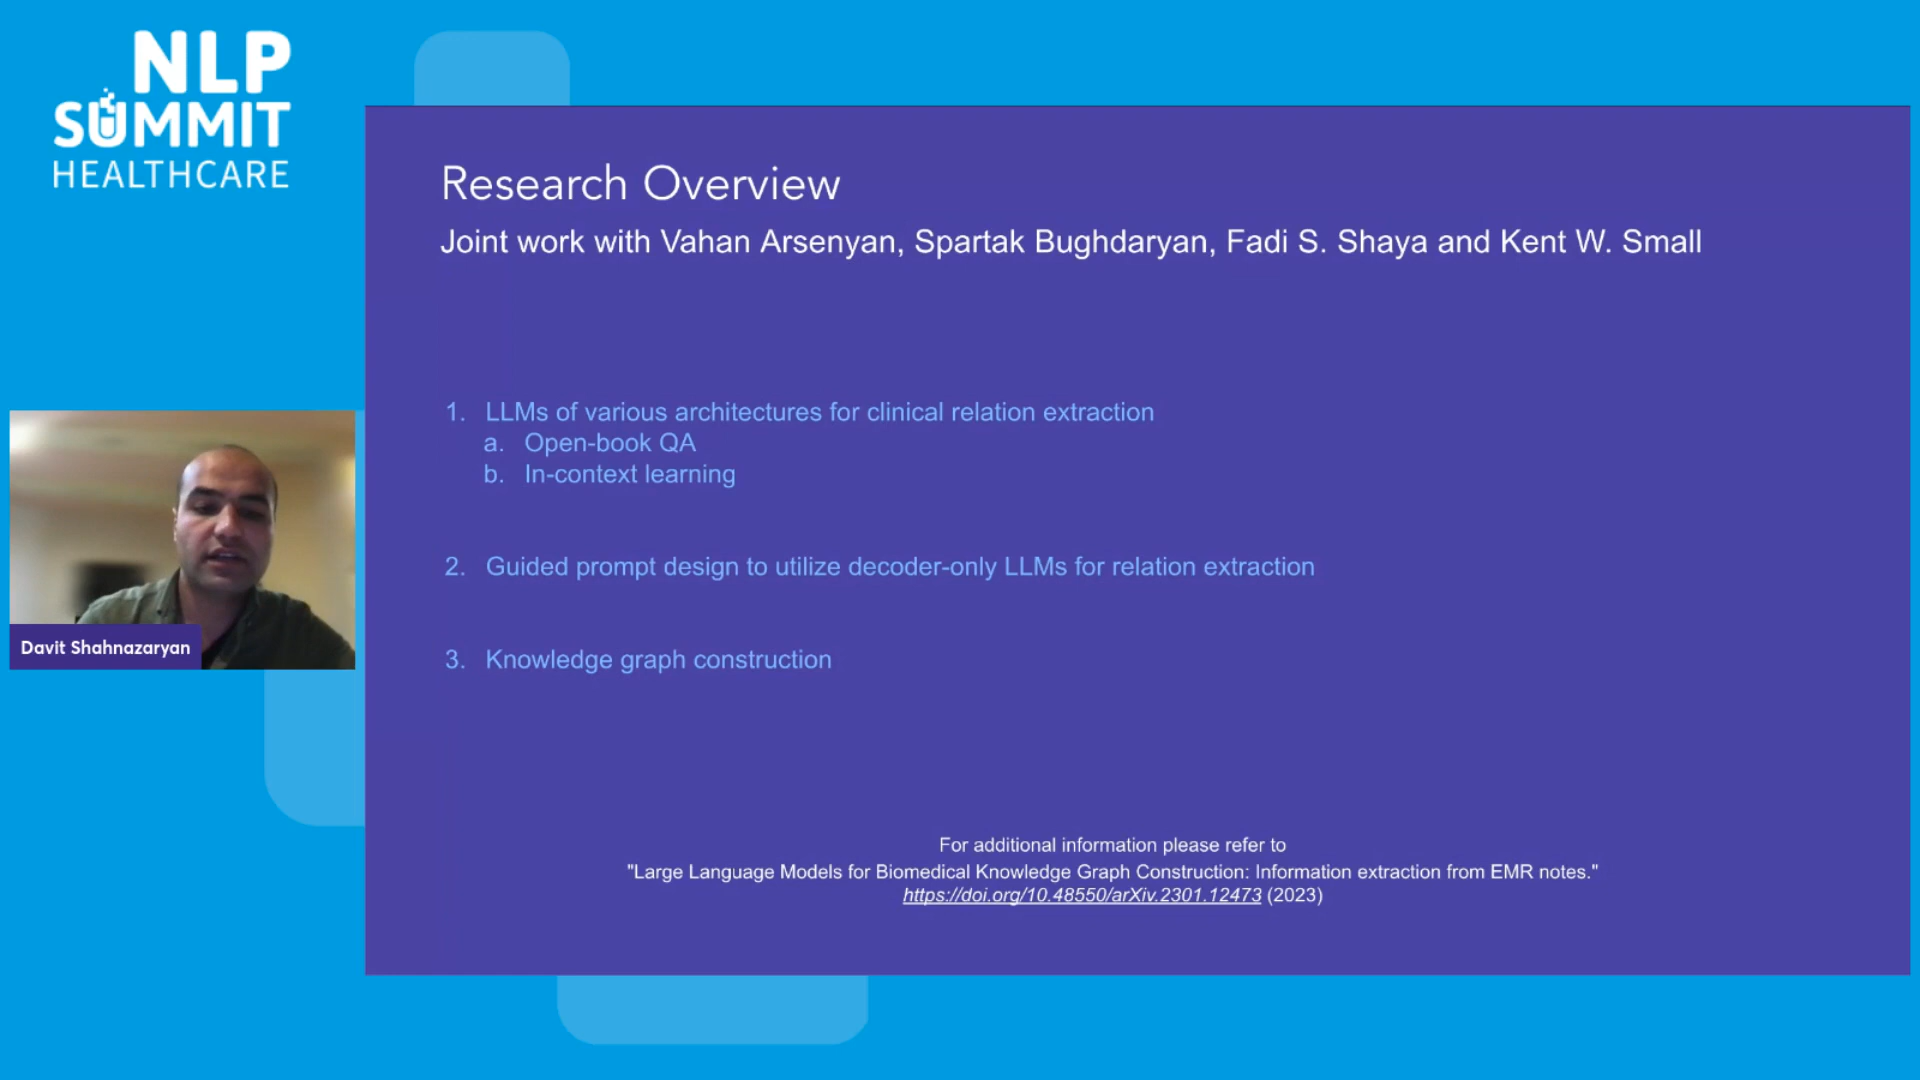 NLP
SUMMIT
HEALTHCARE
Research Overview
Joint work with Vahan Arsenyan, Spartak Bughdaryan, Fadi S. Shaya and Kent W. Small
1. LLMs of various architectures for clinical relation extraction
a. Open-book QA
b. In-context learning
2. Guided prompt design to utilize decoder-only LLMs for relation extraction
Davit Shahnazaryan
3. Knowledge graph construction
For additional information please refer to
"Large Language Models for Biomedical Knowledge Graph Construction: Information extraction from EMR notes."
https://doi.org/10.48550/arXiv.2301.12473 (2023)